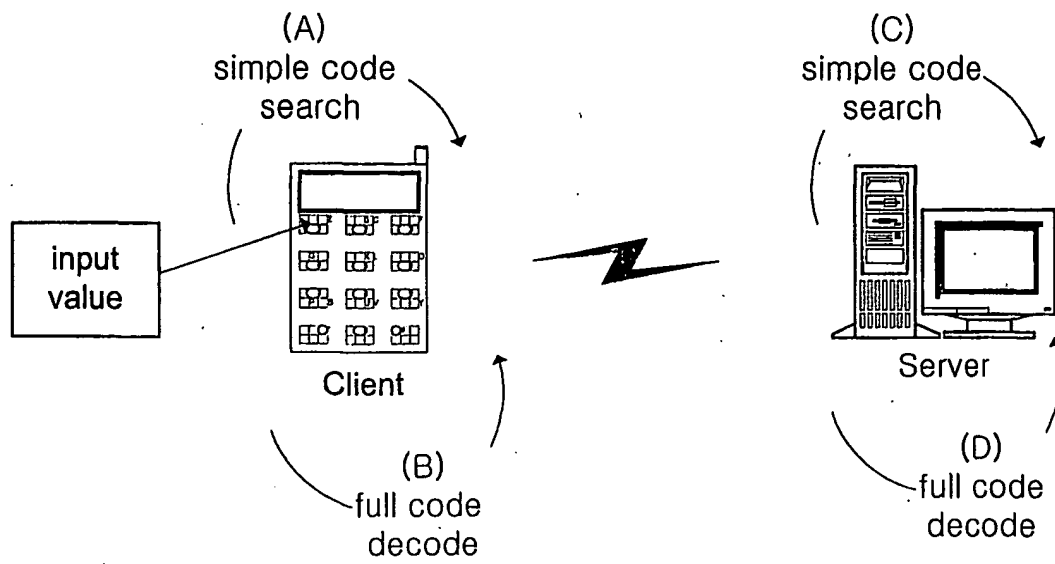 (A)
simple code
search
(C)
simple code
search
input
value
Client
Server
(B)
full code
decode
(D)
full code
decode